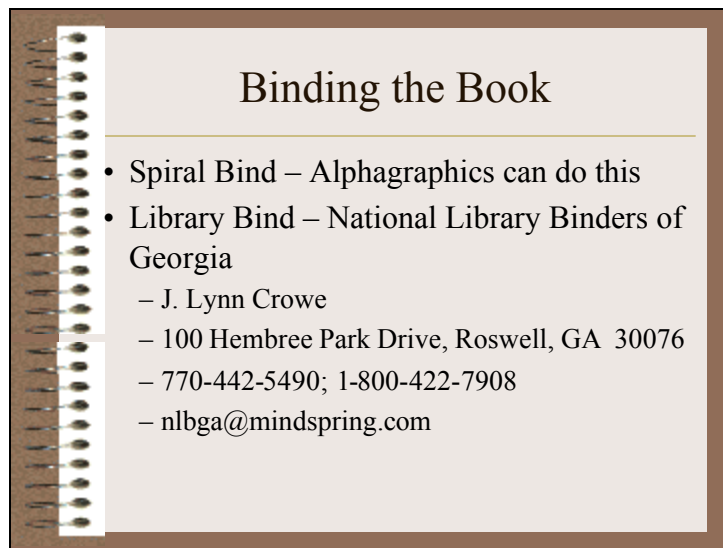 Binding the Book
• Spiral Bind – Alphagraphics can do this
• Library Bind – National Library Binders of
Georgia
– J. Lynn Crowe
– 100 Hembree Park Drive, Roswell, GA  30076
– 770-442-5490; 1-800-422-7908
– nlbga@mindspring.com